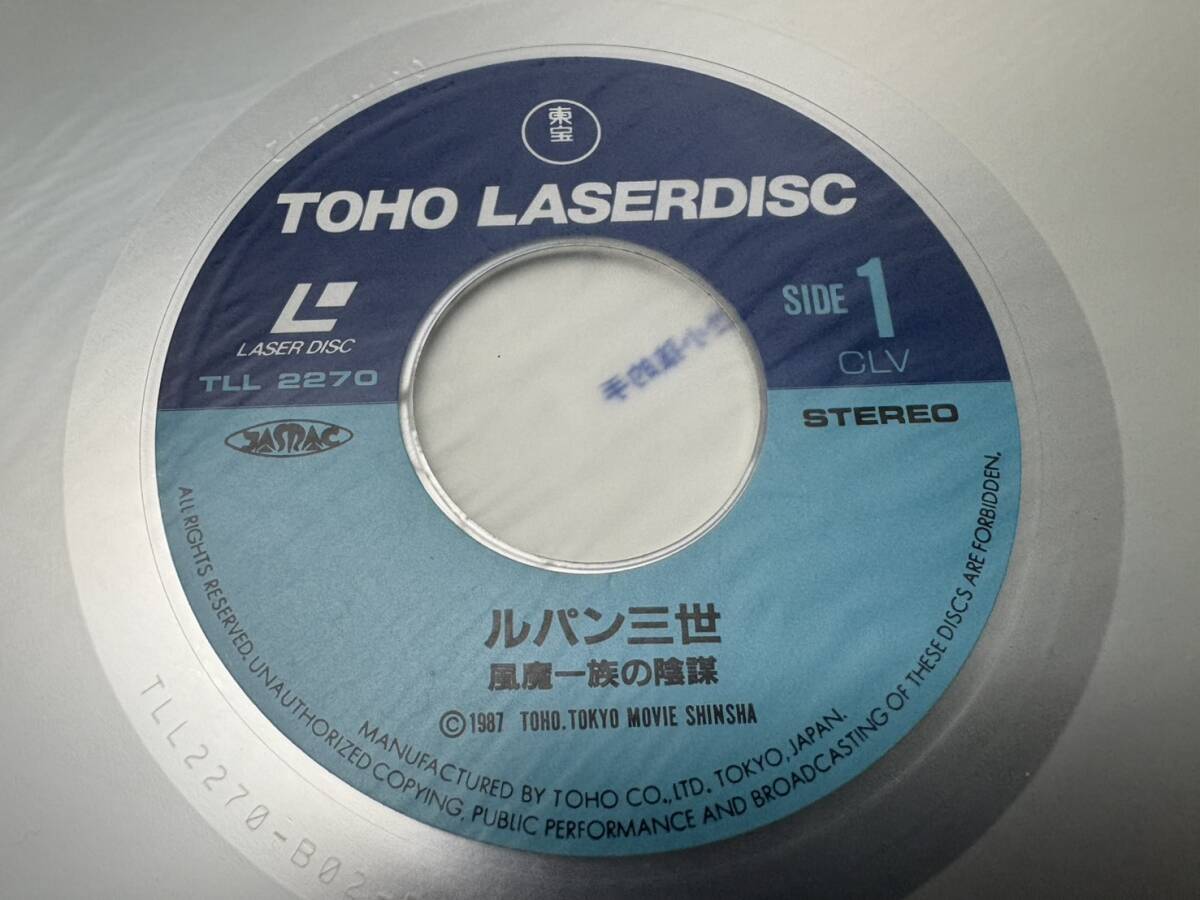 東宝
TOHO LASERDISC
LASER DISC
TLL 2270
SIDE 1
CLV
JASRAC
STEREO
ルパン三世
風魔一族の陰謀
©1987 TOHO.TOKYO MOVIE SHINSHA
MANUFACTURED BY TOHO CO.,LTD. TOKYO, JAPAN.
ALL RIGHTS RESERVED. UNAUTHORIZED COPYING, PUBLIC PERFORMANCE AND BROADCASTING OF THESE DISCS ARE FORBIDDEN.
TLL2270-B02